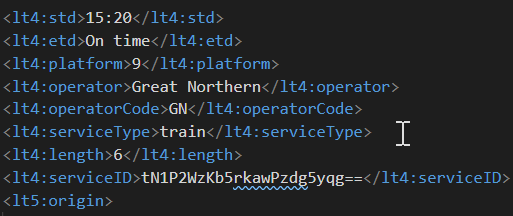 <lt4:std>15:20</lt4:std>
<lt4:etd>On time</lt4:etd>
<lt4:platform>9</lt4:platform>
<lt4:operator>Great Northern</lt4:operator>
<lt4:operatorCode>GN</lt4:operatorCode>
<lt4:serviceType>train</lt4:serviceType>
<lt4:length>6</lt4:length>
<lt4:serviceID>tN1P2WzKb5rkawPzdg5yqg==</lt4:serviceID>
<lt5:origin>